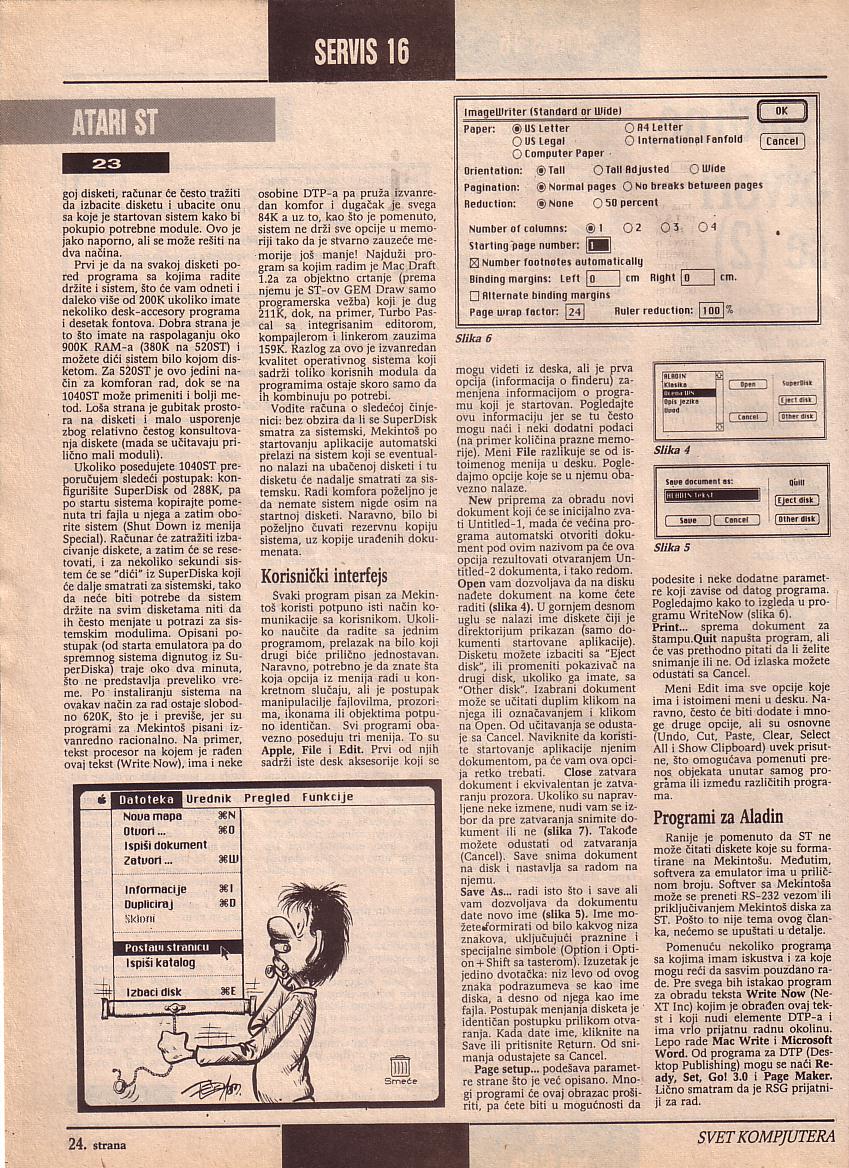 SERVIS 16
ATARI ST
23
goj disketi, računar će često tražiti
da izbacite disketu i ubacite onu
sa koje je startovan sistem kako bi
pokupio potrebne module. Ovo je
jako naporno, ali se može rešiti na
dva načina.
Prvi je da na svakoj disketi po-
red programa sa kojima radite
držite i sistem, što će vam odneti i
daleko više od 200K ukoliko imate
nekoliko desk-accesory programa
i desetak fontova. Dobra strana je
to što imate na raspolaganju oko
900K RAM-a (380K na 520ST) i
možete dići sistem bilo kojom dis-
ketom. Za 520ST je ovo jedini na-
čin za komforan rad, dok se na
1040ST može primeniti i bolji me-
tod. Loša strana je gubitak prosto-
ra na disketi i malo usporenje
zbog relativno čestog konsultova-
nja diskete (mada se učitavaju pri-
lično mali moduli).
Ukoliko posedujete 1040ST pre-
poručujem sledeći postupak: kon-
figurišite SuperDisk od 288K, pa
po startu sistema kopirajte pome-
nuta tri fajla u njega a zatim obo-
rite sistem (Shut Down iz menija
Special). Računar će zatražiti izba-
civanje diskete, a zatim će se rese-
tovati, i za nekoliko sekundi sis-
tem će se "dići" iz SuperDiska koji
će dalje smatrati za sistemski, tako
da neće biti potrebe da sistem
držite na svim disketama niti da
ih često menjate u potrazi za sis-
temskim modulima. Opisani po-
stupak (od starta emulatora pa do
spremnog sistema dignutog iz Su-
perDiska) traje oko dva minuta,
što ne predstavlja preveliko vre-
me. Po instaliranju sistema na
ovakav način za rad ostaje slobod-
no 620K, što je i previše, jer su
programi za Mekintoš pisani iz-
vanredno racionalno. Na primer,
tekst procesor na kojem je rađen
ovaj tekst (Write Now), ima i neke
osobine DTP-a pa pruža izvanre-
dan komfor i dugačak je svega
84K a uz to, kao što je pomenuto,
sistem ne drži sve opcije u memo-
riji tako da je stvarno zauzeće me-
morije još manje! Najduži pro-
gram sa kojim radim je Mac Draft
1.2a za objektno crtanje (prema
njemu je ST-ov GEM Draw samo
programerska vežba) koji je dug
211K, dok, na primer, Turbo Pas-
cal sa integrisanim editorom,
kompajlerom i linkerom zauzima
159K. Razlog za ovo je izvanredan
kvalitet operativnog sistema koji
sadrži toliko korisnih modula da
programima ostaje skoro samo da
ih kombinuju po potrebi.
Vodite računa o sledećoj činje-
nici: bez obzira da li se SuperDisk
smatra za sistemski, Mekintoš po
startovanju aplikacije automatski
prelazi na sistem koji se eventual-
no nalazi na ubačenoj disketi i tu
disketu će nadalje smatrati za sis-
temsku. Radi komfora poželjno je
da nemate sistem nigde osim na
startnoj disketi. Naravno, bilo bi
poželjno čuvati rezervnu kopiju
sistema, uz kopije urađenih doku-
menata.
Korisnički interfejs
Svaki program pisan za Mekin-
toš koristi potpuno isti način ko-
munikacije sa korisnikom. Ukoli-
ko naučite da radite sa jednim
programom, prelazak na bilo koji
drugi biće prilično jednostavan.
Naravno, potrebno je da znate šta
koja opcija iz menija radi u kon-
kretnom slučaju, ali je postupak
manipulacije fajlovilma, prozori-
ma, ikonama ili objektima potpu-
no identičan. Svi programi oba-
vezno poseduju tri menija. To su
Apple, File i Edit. Prvi od njih
sadrži iste desk aksesorije koji se
ImageWriter (Standard or Wide)
OK
Paper: US Letter A4 Letter
US Legal International Fanfold
Computer Paper
Cancel
Orientation: Tall Tall Adjusted Wide
Pagination: Normal pages No breaks between pages
Reduction: None 50 percent
Number of columns: 1 2 3 4
Starting page number: 1
Number footnotes automatically
Binding margins: Left 0 cm Right 0 cm.
Alternate binding margins
Page wrap factor: 24 Ruler reduction: 100 %
Slika 6
mogu videti iz deska, ali je prva
opcija (informacija o finderu) za-
menjena informacijom o progra-
mu koji je startovan. Pogledajte
ovu informaciju jer se tu često
mogu naći i neki dodatni podaci
(na primer količina prazne memo-
rije). Meni File razlikuje se od is-
toimenog menija u desku. Pogle-
dajmo opcije koje se u njemu oba-
vezno nalaze.
New priprema za obradu novi
dokument koji će se inicijalno zva-
ti Untitled-1, mada će većina pro-
grama automatski otvoriti doku-
ment pod ovim nazivom pa će ova
opcija rezultovati otvaranjem Un-
titled-2 dokumenta, i tako redom.
Open vam dozvoljava da na disku
nađete dokument na kome ćete
raditi (slika 4). U gornjem desnom
uglu se nalazi ime diskete čiji je
direktorijum prikazan (samo do-
kumenti startovane aplikacije).
Disketu možete izbaciti sa "Eject
disk", ili promeniti pokazivač na
drugi disk, ukoliko ga imate, sa
"Other disk". Izabrani dokument
može se učitati duplim klikom na
njega ili označavanjem i klikom
na Open. Od učitavanja se odusta-
je sa Cancel. Naviknite da koristi-
te startovanje aplikacije njenim
dokumentom, pa će vam ova opci-
ja retko trebati. Close zatvara
dokument i ekvivalentan je zatva-
ranju prozora. Ukoliko su naprav-
ljene neke izmene, nudi vam se iz-
bor da pre zatvaranja snimite do-
kument ili ne (slika 7). Takođe
možete odustati od zatvaranja
(Cancel). Save snima dokument
na disk i nastavlja sa radom na
njemu.
Save As... radi isto što i save ali
vam dozvoljava da dokumentu
date novo ime (slika 5). Ime mo-
žete formirati od bilo kakvog niza
znakova, uključujući praznine i
specijalne simbole (Option i Opti-
on + Shift sa tasterom). Izuzetak je
jedino dvotačka: niz levo od ovog
znaka podrazumeva se kao ime
diska, a desno od njega kao ime
fajla. Postupak menjanja disketa je
identičan postupku prilikom otva-
ranja. Kada date ime, kliknite na
Save ili pritisnite Return. Od sni-
manja odustajete sa Cancel.
Page setup... podešava paramet-
re strane što je već opisano. Mno-
gi programi će ovaj obrazac proši-
riti, pa ćete biti u mogućnosti da
ALADIN
Klasika
Ocena DIN
Opis jezika
Uvod
Open
Cancel
SuperDisk
Eject disk
Other disk
Slika 4
Save document as:
ALADIN tekst
Save
Cancel
Quill
Eject disk
Other disk
Slika 5
podesite i neke dodatne paramet-
re koji zavise od datog programa.
Pogledajmo kako to izgleda u pro-
gramu WriteNow (slika 6).
Print... sprema dokument za
štampu.Quit napušta program, ali
će vas prethodno pitati da li želite
snimanje ili ne. Od izlaska možete
odustati sa Cancel.
Meni Edit ima sve opcije koje
ima i istoimeni meni u desku. Na-
ravno, često će biti dodate i mno-
ge druge opcije, ali su osnovne
(Undo, Cut, Paste, Clear, Select
All i Show Clipboard) uvek prisut-
ne, što omogućava pomenuti pre-
nos objekata unutar samog pro-
grama ili između različitih progra-
ma.
Programi za Aladin
Ranije je pomenuto da ST ne
može čitati diskete koje su forma-
tirane na Mekintošu. Međutim,
softvera za emulator ima u prilič-
nom broju. Softver sa Mekintoša
može se preneti RS-232 vezom ili
priključivanjem Mekintoš diska za
ST. Pošto to nije tema ovog član-
ka, nećemo se upuštati u detalje.
Pomenuću nekoliko programa
sa kojima imam iskustva i za koje
mogu reći da sasvim pouzdano ra-
de. Pre svega bih istakao program
za obradu teksta Write Now (Ne-
XT Inc) kojim je obrađen ovaj tek-
st i koji nudi elemente DTP-a i
ima vrlo prijatnu radnu okolinu.
Lepo rade Mac Write i Microsoft
Word. Od programa za DTP (Des-
ktop Publishing) mogu se naći Re-
ady, Set, Go! 3.0 i Page Maker.
Lično smatram da je RSG prijatni-
ji za rad.
Datoteka Urednik Pregled Funkcije
Nova mapa ⌘N
Otvori ... ⌘O
Ispiši dokument
Zatvori ... ⌘W
Informacije ⌘I
Dupliciraj ⌘D
Skloni
Postavi stranicu
Ispiši katalog
Izbaci disk ⌘E
Smeće
24. strana
SVET KOMPJUTERA